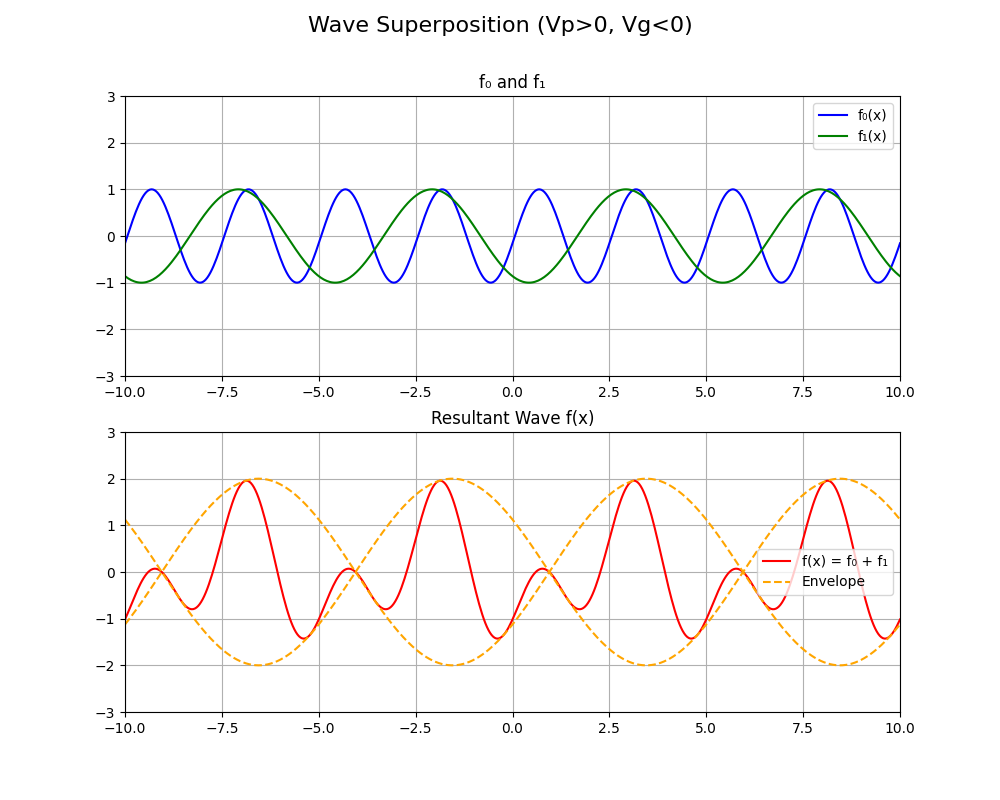 Wave Superposition (Vp>0, Vg<0)
f₀ and f₁
3
2
1
0
−1
−2
−3
f₀(x)
f₁(x)
−10.0 −7.5 −5.0 −2.5 0.0 2.5 5.0 7.5 10.0
Resultant Wave f(x)
3
2
1
0
−1
−2
−3
f(x) = f₀ + f₁
Envelope
−10.0 −7.5 −5.0 −2.5 0.0 2.5 5.0 7.5 10.0